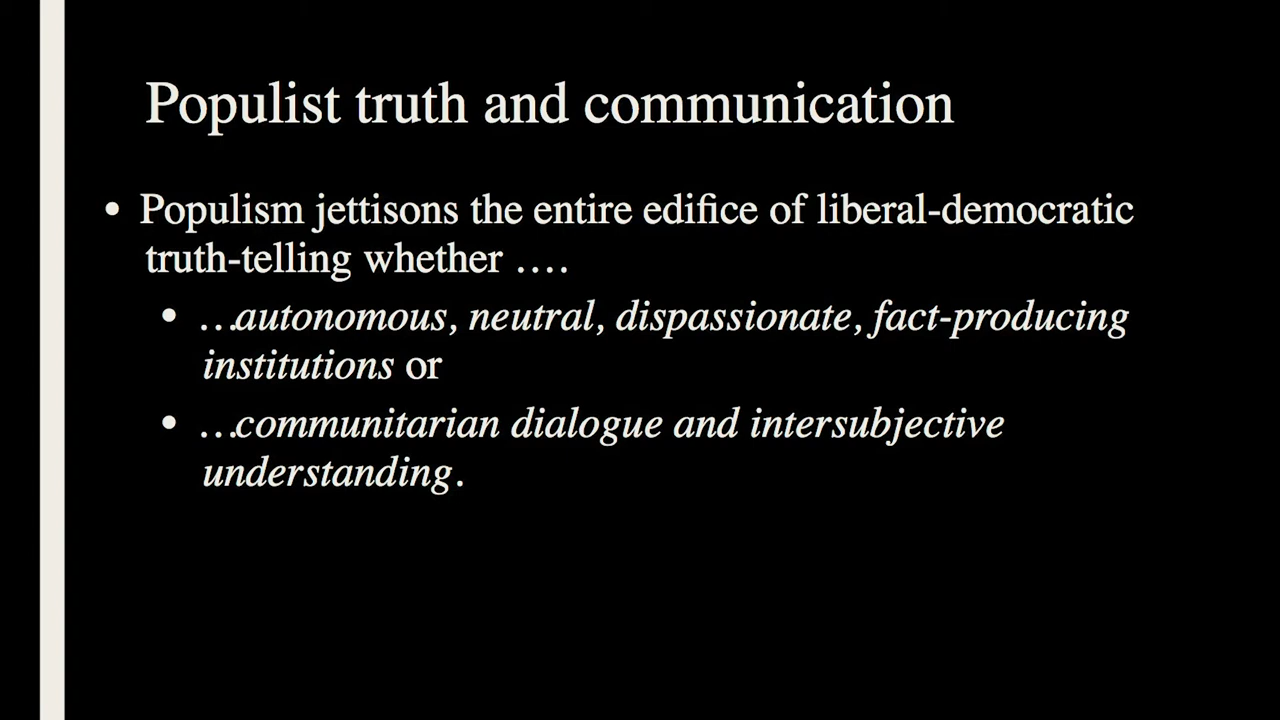 Populist truth and communication
• Populism jettisons the entire edifice of liberal-democratic
truth-telling whether ….
• …autonomous, neutral, dispassionate, fact-producing
institutions or
• …communitarian dialogue and intersubjective
understanding.